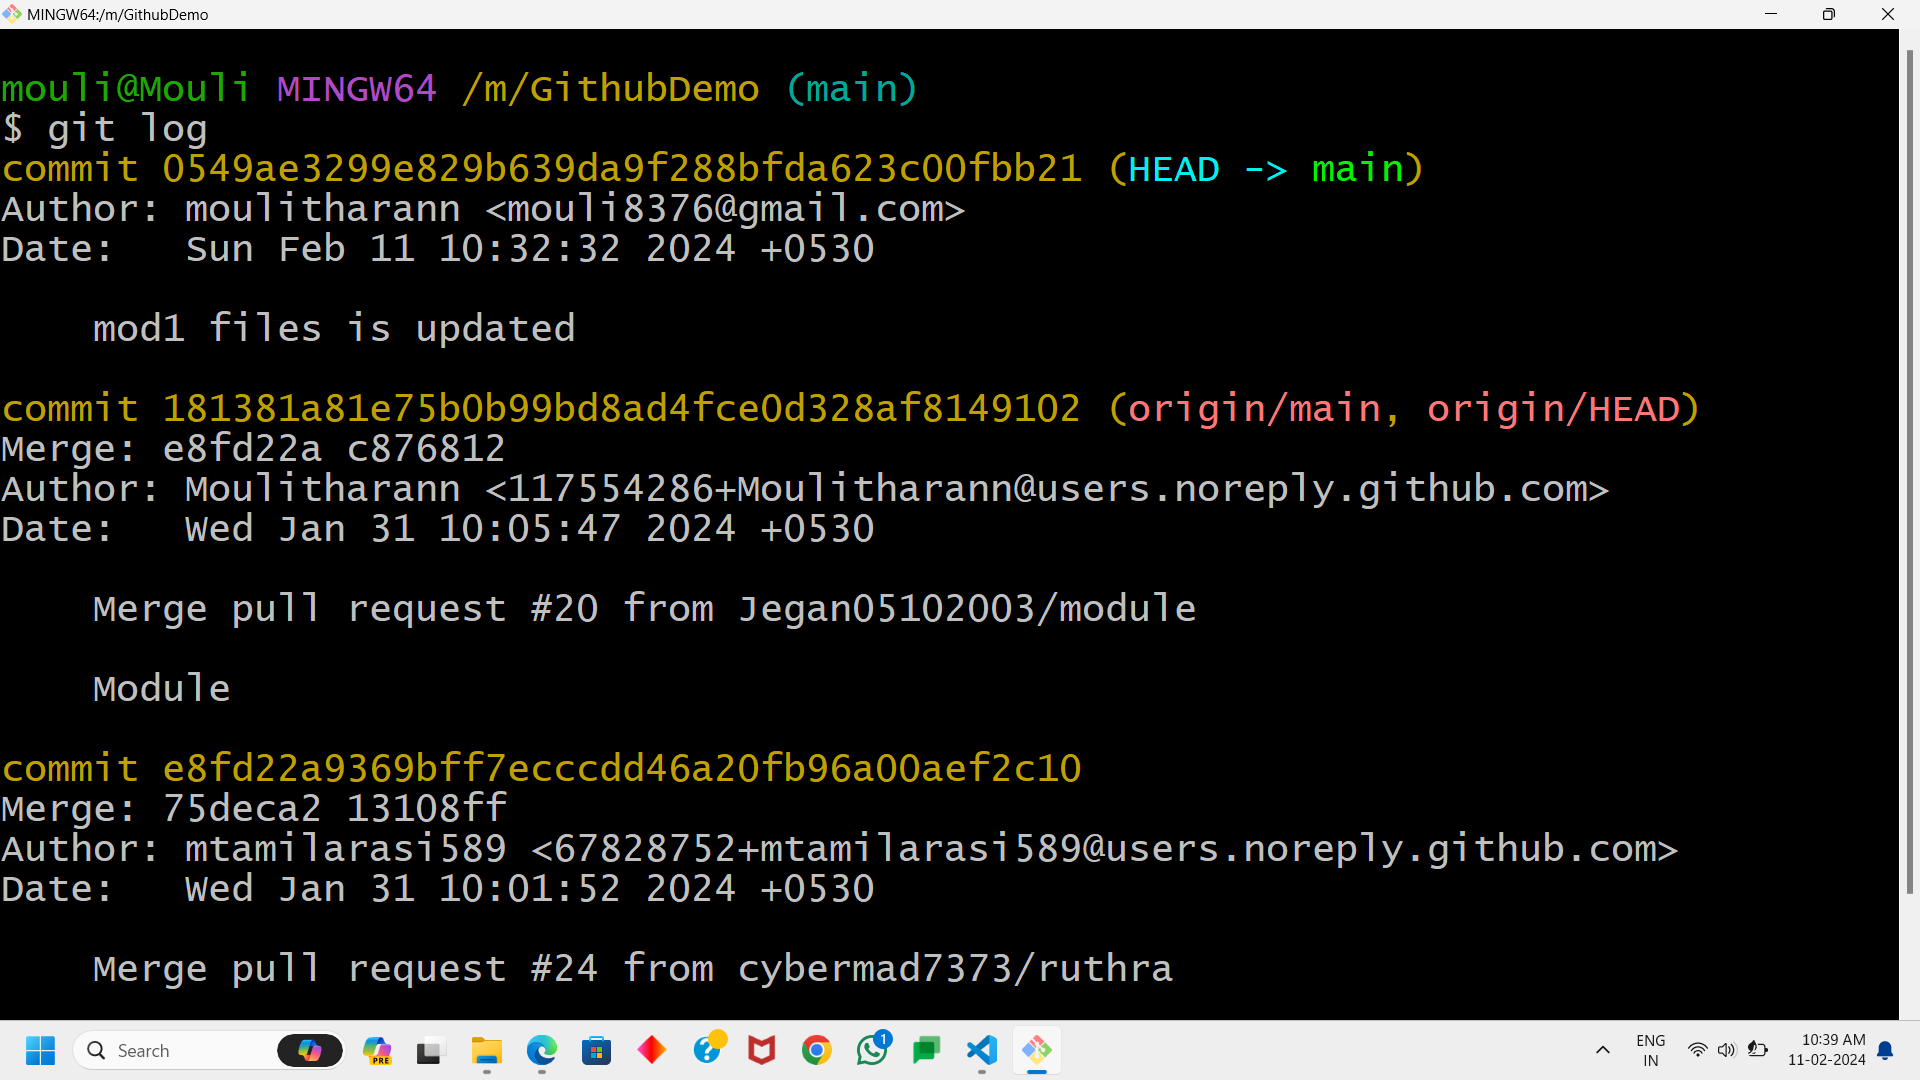 MINGW64:/m/GithubDemo
mouli@Mouli MINGW64 /m/GithubDemo (main)
$ git log
commit 0549ae3299e829b639da9f288bfda623c00fbb21 (HEAD -> main)
Author: moulitharann <mouli8376@gmail.com>
Date:   Sun Feb 11 10:32:32 2024 +0530
mod1 files is updated
commit 181381a81e75b0b99bd8ad4fce0d328af8149102 (origin/main, origin/HEAD)
Merge: e8fd22a c876812
Author: Moulitharann <117554286+Moulitharann@users.noreply.github.com>
Date:   Wed Jan 31 10:05:47 2024 +0530
Merge pull request #20 from Jegan05102003/module
Module
commit e8fd22a9369bff7ecccdd46a20fb96a00aef2c10
Merge: 75deca2 13108ff
Author: mtamilarasi589 <67828752+mtamilarasi589@users.noreply.github.com>
Date:   Wed Jan 31 10:01:52 2024 +0530
Merge pull request #24 from cybermad7373/ruthra
Search
PRE
1
ENG
IN
10:39 AM
11-02-2024